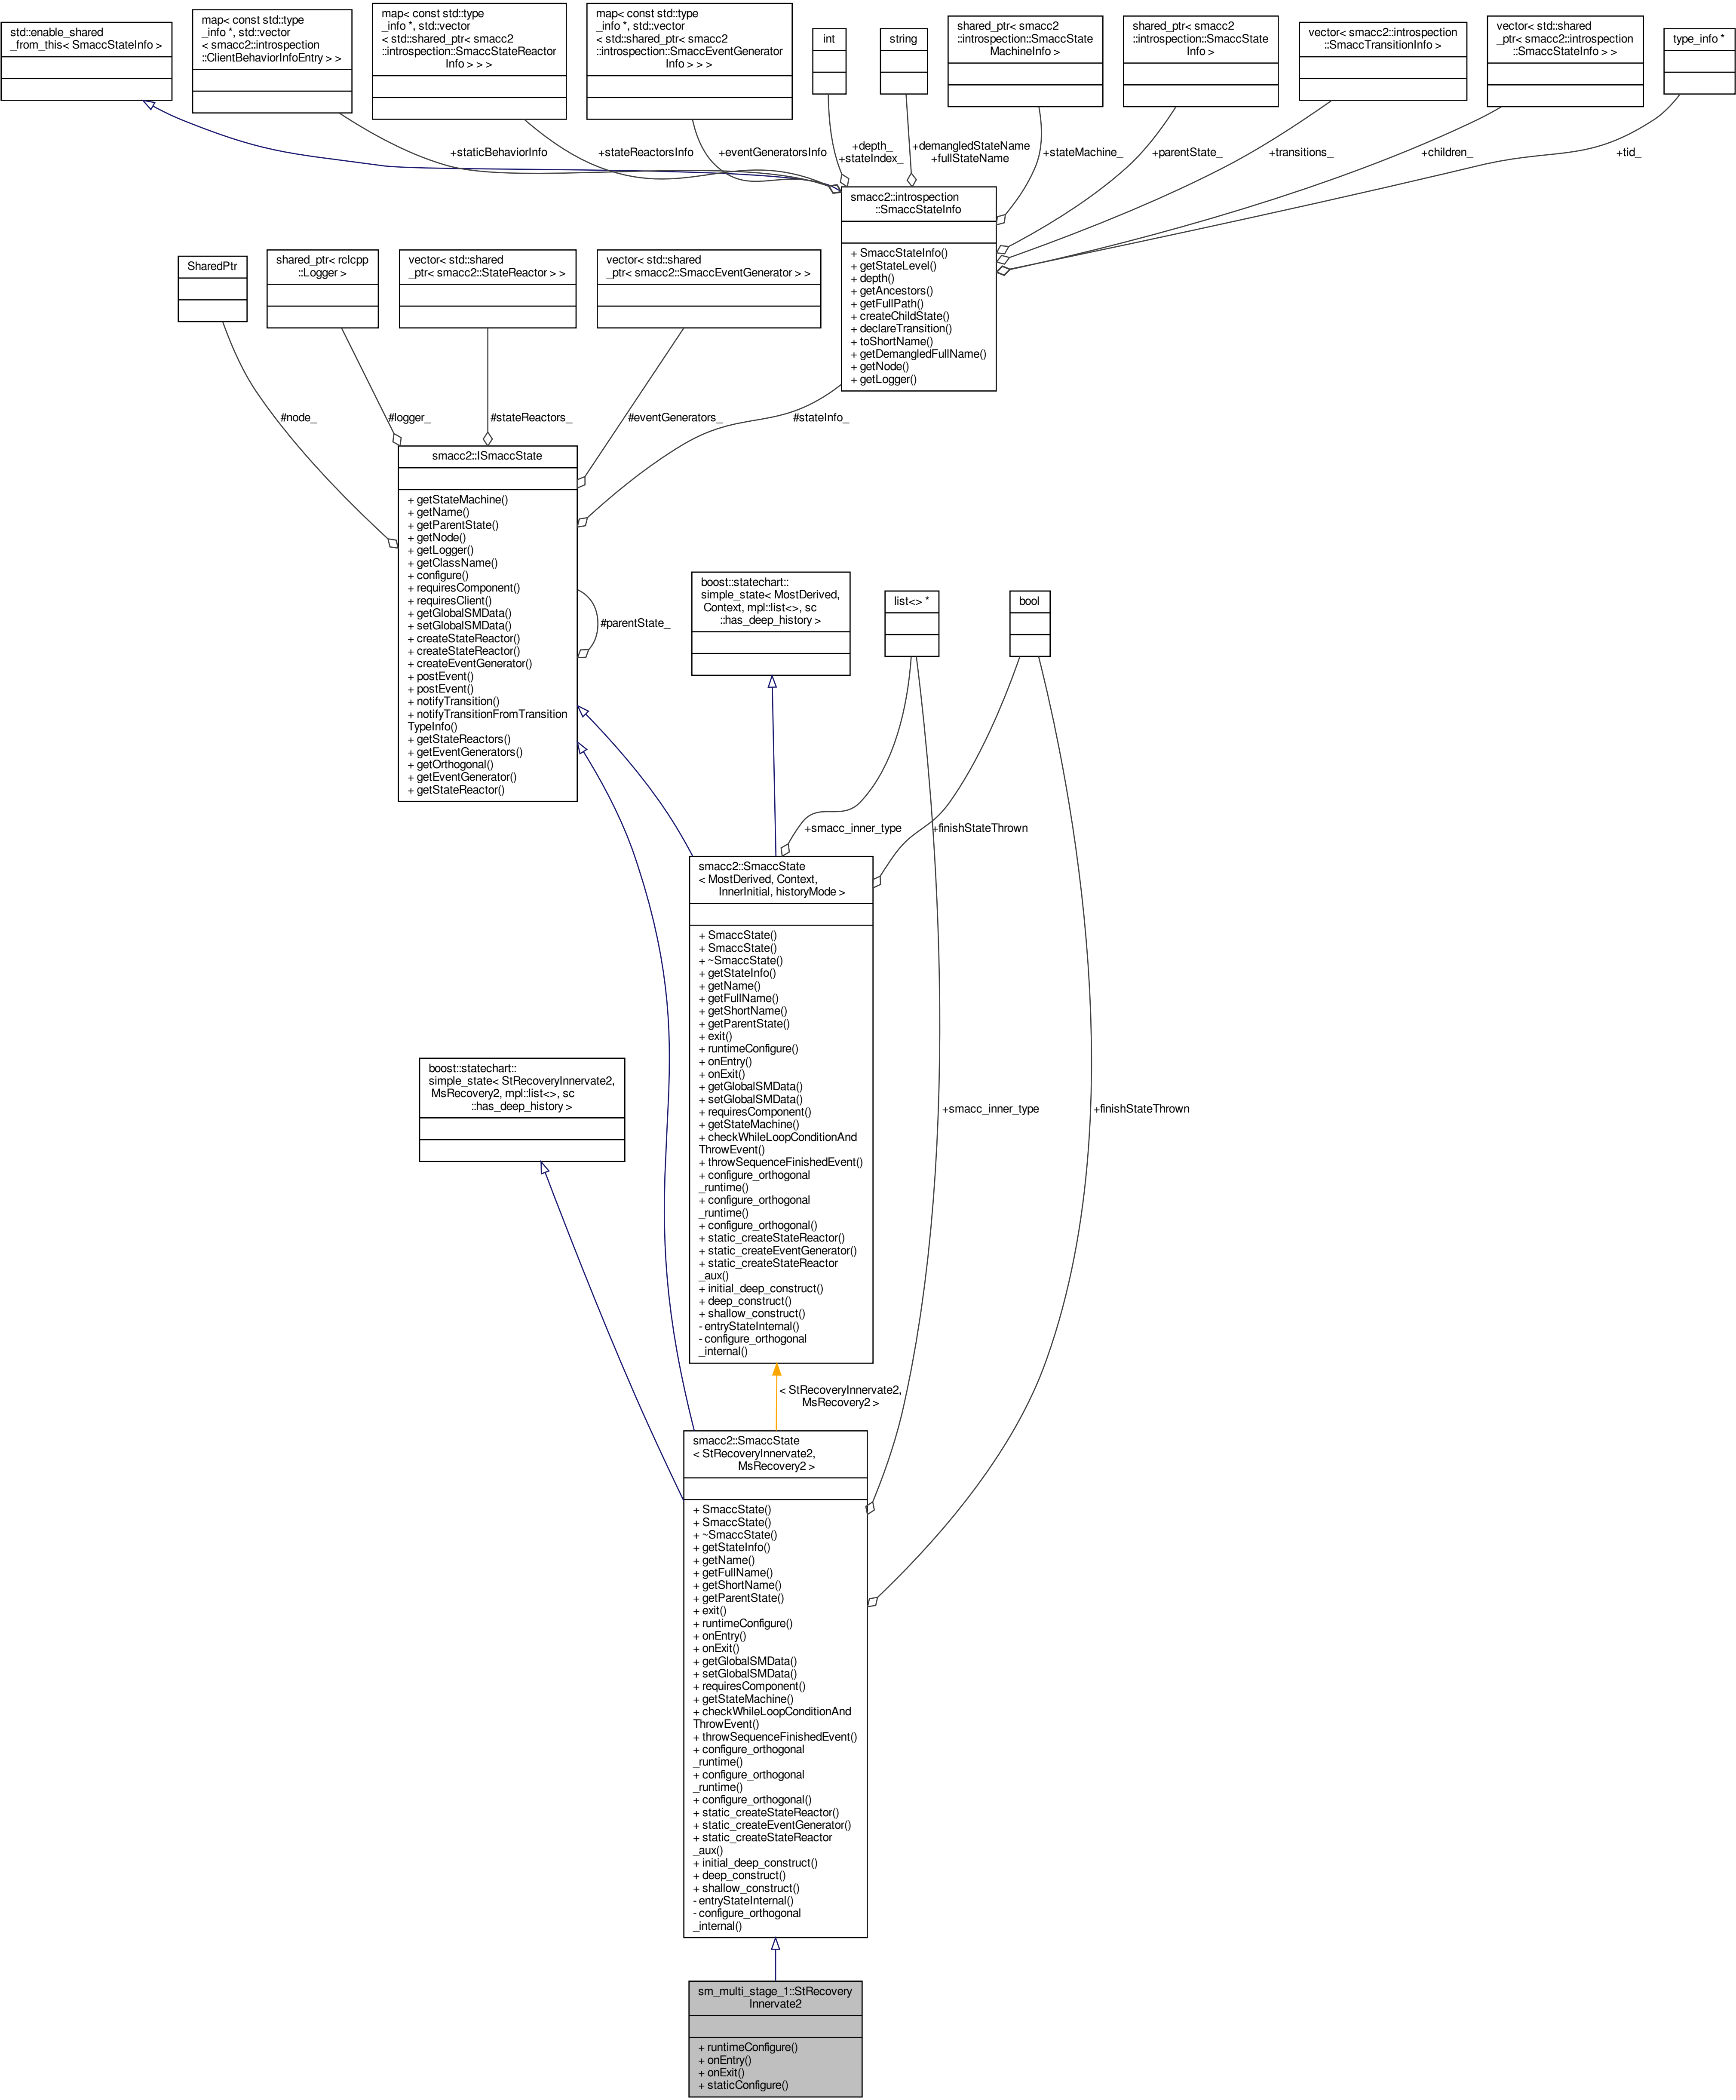 std::enable_shared
_from_this< SmaccStateInfo >
map< const std::type
_info *, std::vector
< smacc2::introspection
::ClientBehaviorInfoEntry > >
map< const std::type
_info *, std::vector
< std::shared_ptr< smacc2
::introspection::SmaccStateReactor
Info > > >
map< const std::type
_info *, std::vector
< std::shared_ptr< smacc2
::introspection::SmaccEventGenerator
Info > > >
int
string
shared_ptr< smacc2
::introspection::SmaccState
MachineInfo >
shared_ptr< smacc2
::introspection::SmaccState
Info >
vector< smacc2::introspection
::SmaccTransitionInfo >
vector< std::shared
_ptr< smacc2::introspection
::SmaccStateInfo > >
type_info *
+staticBehaviorInfo
+stateReactorsInfo
+eventGeneratorsInfo
+depth_
+stateIndex_
+demangledStateName
+fullStateName
+stateMachine_
+parentState_
+transitions_
+children_
+tid_
smacc2::introspection
::SmaccStateInfo
+ SmaccStateInfo()
+ getStateLevel()
+ depth()
+ getAncestors()
+ getFullPath()
+ createChildState()
+ declareTransition()
+ toShortName()
+ getDemangledFullName()
+ getNode()
+ getLogger()
SharedPtr
shared_ptr< rclcpp
::Logger >
vector< std::shared
_ptr< smacc2::StateReactor > >
vector< std::shared
_ptr< smacc2::SmaccEventGenerator > >
#node_
#logger_
#stateReactors_
#eventGenerators_
#stateInfo_
smacc2::ISmaccState
+ getStateMachine()
+ getName()
+ getParentState()
+ getNode()
+ getLogger()
+ getClassName()
+ configure()
+ requiresComponent()
+ requiresClient()
+ getGlobalSMData()
+ setGlobalSMData()
+ createStateReactor()
+ createStateReactor()
+ createEventGenerator()
+ postEvent()
+ postEvent()
+ notifyTransition()
+ notifyTransitionFromTransition
TypeInfo()
+ getStateReactors()
+ getEventGenerators()
+ getOrthogonal()
+ getEventGenerator()
+ getStateReactor()
#parentState_
boost::statechart::
simple_state< MostDerived,
Context, mpl::list<>, sc
::has_deep_history >
list<> *
bool
+smacc_inner_type
+finishStateThrown
smacc2::SmaccState
< MostDerived, Context,
InnerInitial, historyMode >
+ SmaccState()
+ SmaccState()
+ ~SmaccState()
+ getStateInfo()
+ getName()
+ getFullName()
+ getShortName()
+ getParentState()
+ exit()
+ runtimeConfigure()
+ onEntry()
+ onExit()
+ getGlobalSMData()
+ setGlobalSMData()
+ requiresComponent()
+ getStateMachine()
+ checkWhileLoopConditionAnd
ThrowEvent()
+ throwSequenceFinishedEvent()
+ configure_orthogonal
_runtime()
+ configure_orthogonal
_runtime()
+ configure_orthogonal()
+ static_createStateReactor()
+ static_createEventGenerator()
+ static_createStateReactor
_aux()
+ initial_deep_construct()
+ deep_construct()
+ shallow_construct()
- entryStateInternal()
- configure_orthogonal
_internal()
boost::statechart::
simple_state< StRecoveryInnervate2,
MsRecovery2, mpl::list<>, sc
::has_deep_history >
+smacc_inner_type
+finishStateThrown
< StRecoveryInnervate2,
MsRecovery2 >
smacc2::SmaccState
< StRecoveryInnervate2,
MsRecovery2 >
+ SmaccState()
+ SmaccState()
+ ~SmaccState()
+ getStateInfo()
+ getName()
+ getFullName()
+ getShortName()
+ getParentState()
+ exit()
+ runtimeConfigure()
+ onEntry()
+ onExit()
+ getGlobalSMData()
+ setGlobalSMData()
+ requiresComponent()
+ getStateMachine()
+ checkWhileLoopConditionAnd
ThrowEvent()
+ throwSequenceFinishedEvent()
+ configure_orthogonal
_runtime()
+ configure_orthogonal
_runtime()
+ configure_orthogonal()
+ static_createStateReactor()
+ static_createEventGenerator()
+ static_createStateReactor
_aux()
+ initial_deep_construct()
+ deep_construct()
+ shallow_construct()
- entryStateInternal()
- configure_orthogonal
_internal()
sm_multi_stage_1::StRecovery
Innervate2
+ runtimeConfigure()
+ onEntry()
+ onExit()
+ staticConfigure()